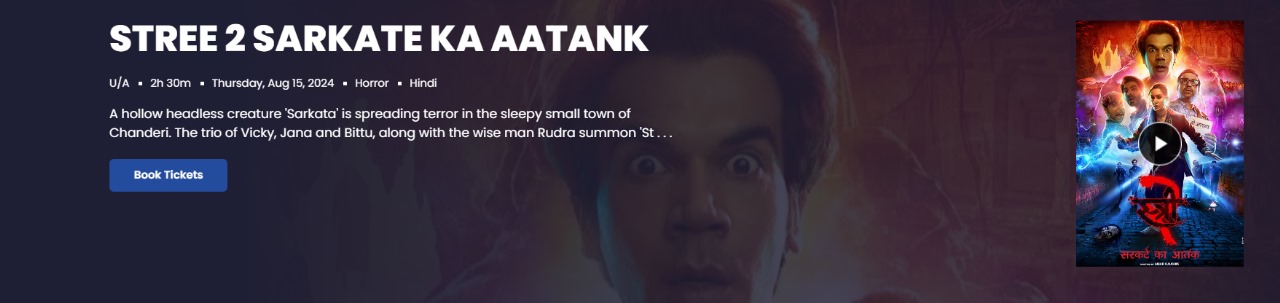 STREE 2 SARKATE KA AATANK
U/A ▪ 2h 30m ▪ Thursday, Aug 15, 2024 ▪ Horror ▪ Hindi
A hollow headless creature 'Sarkata' is spreading terror in the sleepy small town of
Chanderi. The trio of Vicky, Jana and Bittu, along with the wise man Rudra summon 'St . . .
Book Tickets
स्त्री
२
सरकटे का आतंक